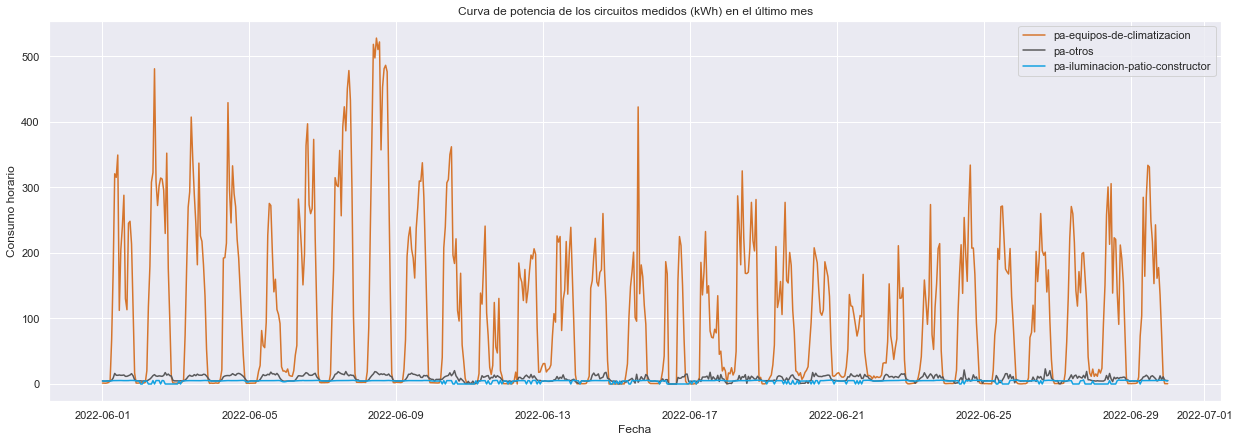 Curva de potencia de los circuitos medidos (kWh) en el último mes
pa-equipos-de-climatizacion
pa-otros
pa-iluminacion-patio-constructor
Consumo horario
500
400
300
200
100
0
2022-06-01
2022-06-05
2022-06-09
2022-06-13
2022-06-17
2022-06-21
2022-06-25
2022-06-29
2022-07-01
Fecha